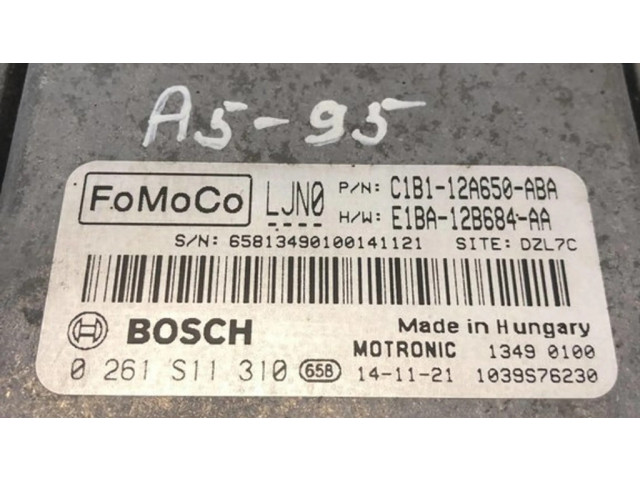 A5-95
FoMoCo LJN0 P/N: C1B1-12A650-ABA
H/W: E1BA-12B684-AA
S/N: 65813490100141121 SITE: DZL7C
BOSCH Made in Hungary
MOTRONIC 1349 0100
0 261 S11 310 658 14-11-21 1039S76230